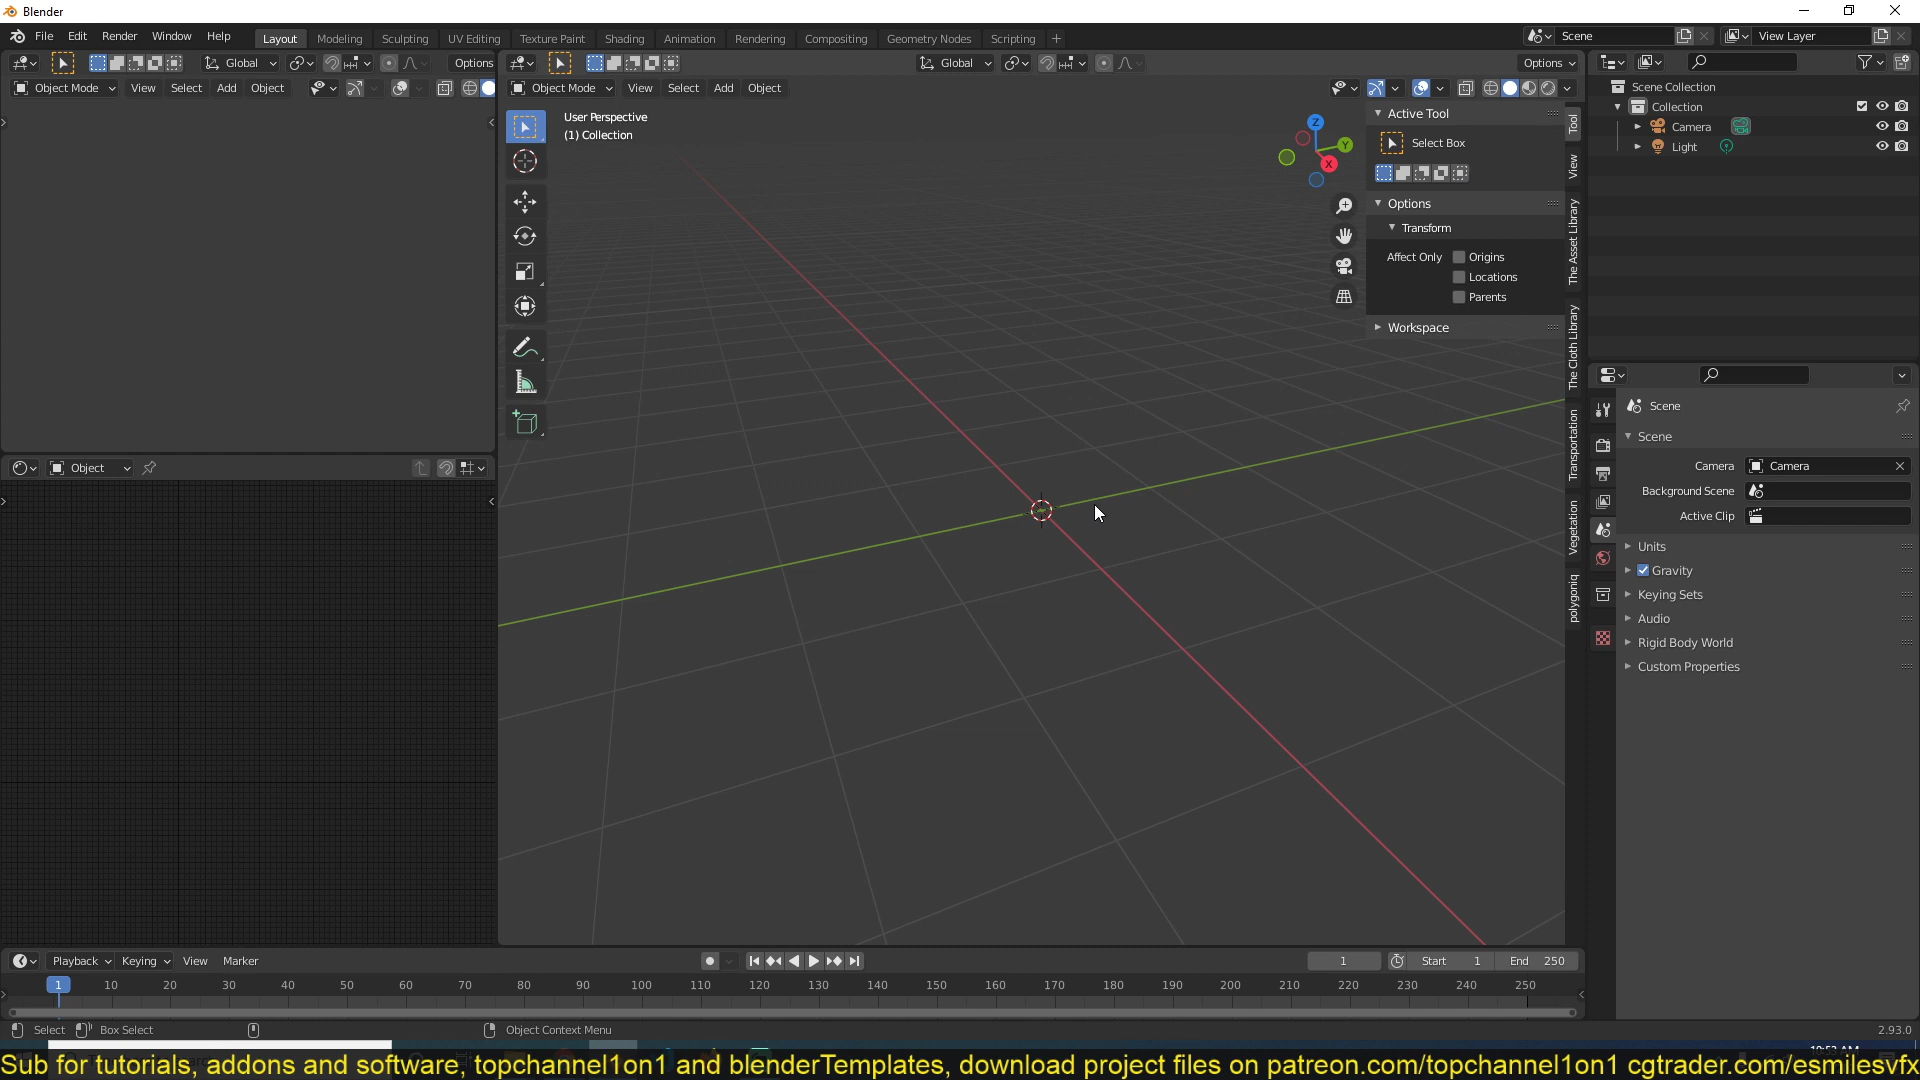 Blender
File Edit Render Window Help
Layout Modeling Sculpting UV Editing Texture Paint Shading Animation Rendering Compositing Geometry Nodes Scripting +
Scene
View Layer
Global
Options
Object Mode View Select Add Object
Global
Options
Object Mode View Select Add Object
User Perspective
(1) Collection
Z
Y
X
Active Tool
Select Box
Options
Transform
Affect Only Origins
Locations
Parents
Workspace
Tool
View
The Asset Library
The Cloth Library
Transportation
Vegetation
polygoniq
Scene Collection
Collection
Camera
Light
Scene
Scene
Camera Camera
Background Scene
Active Clip
Units
Gravity
Keying Sets
Audio
Rigid Body World
Custom Properties
Object
Playback Keying View Marker
1
Start 1
End 250
1 10 20 30 40 50 60 70 80 90 100 110 120 130 140 150 160 170 180 190 200 210 220 230 240 250
Select Box Select Object Context Menu 2.93.0
Sub for tutorials, addons and software; topchannel1on1 and blenderTemplates, download project files on patreon.com/topchannel1on1 cgtrader.com/esmilesvfx